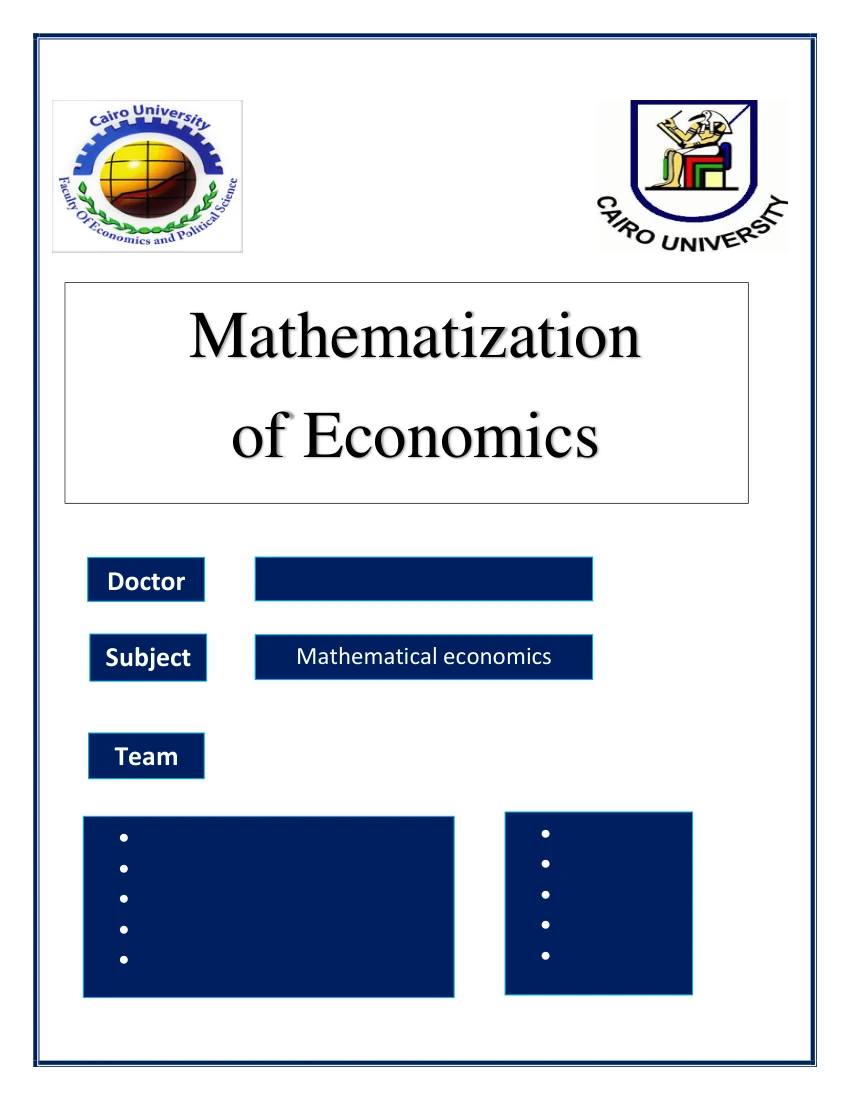 Cairo University
Faculty Of Economics and Political Science
CAIRO UNIVERSITY
Mathematization
of Economics
Doctor
Subject
Mathematical economics
Team
•
•
•
•
•
•
•
•
•
•